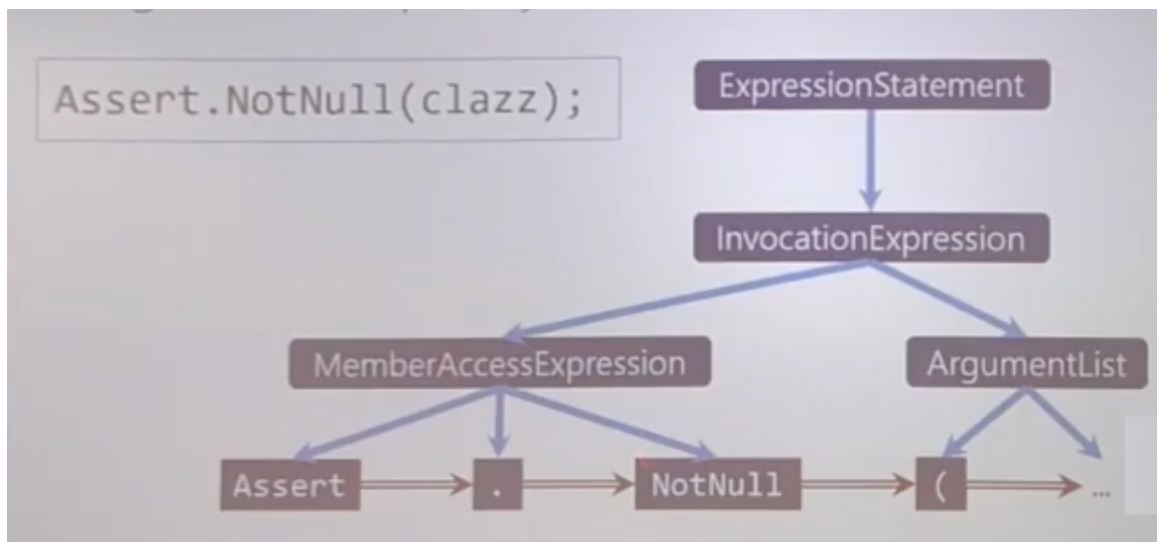 Assert.NotNull(clazz);
ExpressionStatement
InvocationExpression
MemberAccessExpression
ArgumentList
Assert
.
NotNull
(
...